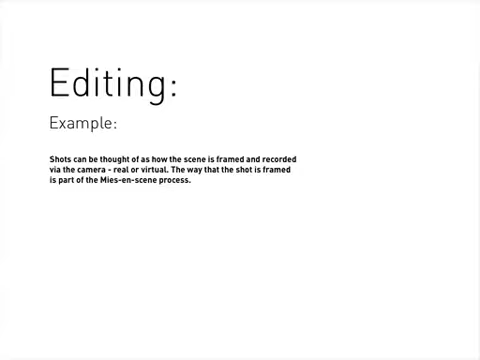 Editing:
Example:
Shots can be thought of as how the scene is framed and recorded
via the camera - real or virtual. The way that the shot is framed
is part of the Mies-en-scene process.